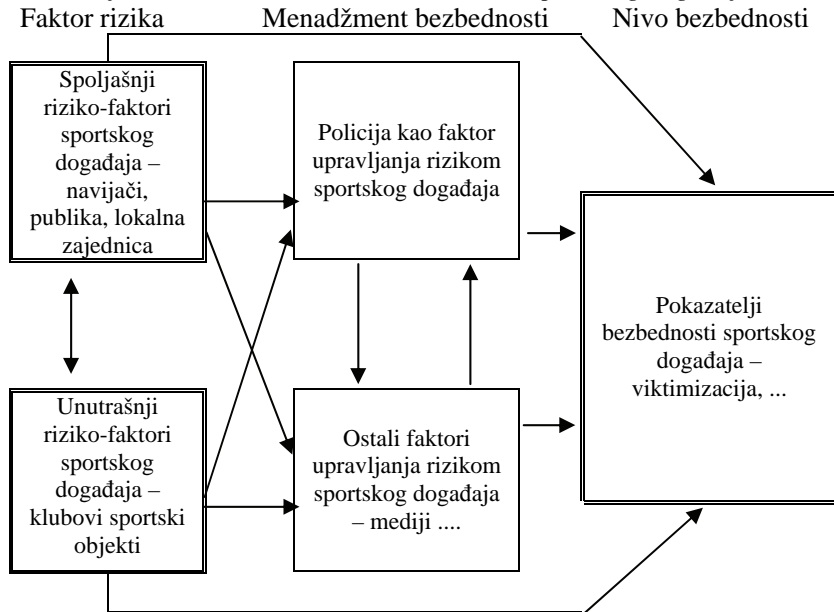 Faktor rizika
Menadžment bezbednosti
Nivo bezbednosti
Spoljašnji
riziko-faktori
sportskog
događaja –
navijači,
publika, lokalna
zajednica
Policija kao faktor
upravljanja rizikom
sportskog događaja
Pokazatelji
bezbednosti sportskog
događaja –
viktimizacija, ...
Unutrašnji
riziko-faktori
sportskog
događaja –
klubovi sportski
objekti
Ostali faktori
upravljanja rizikom
sportskog događaja
– mediji ....